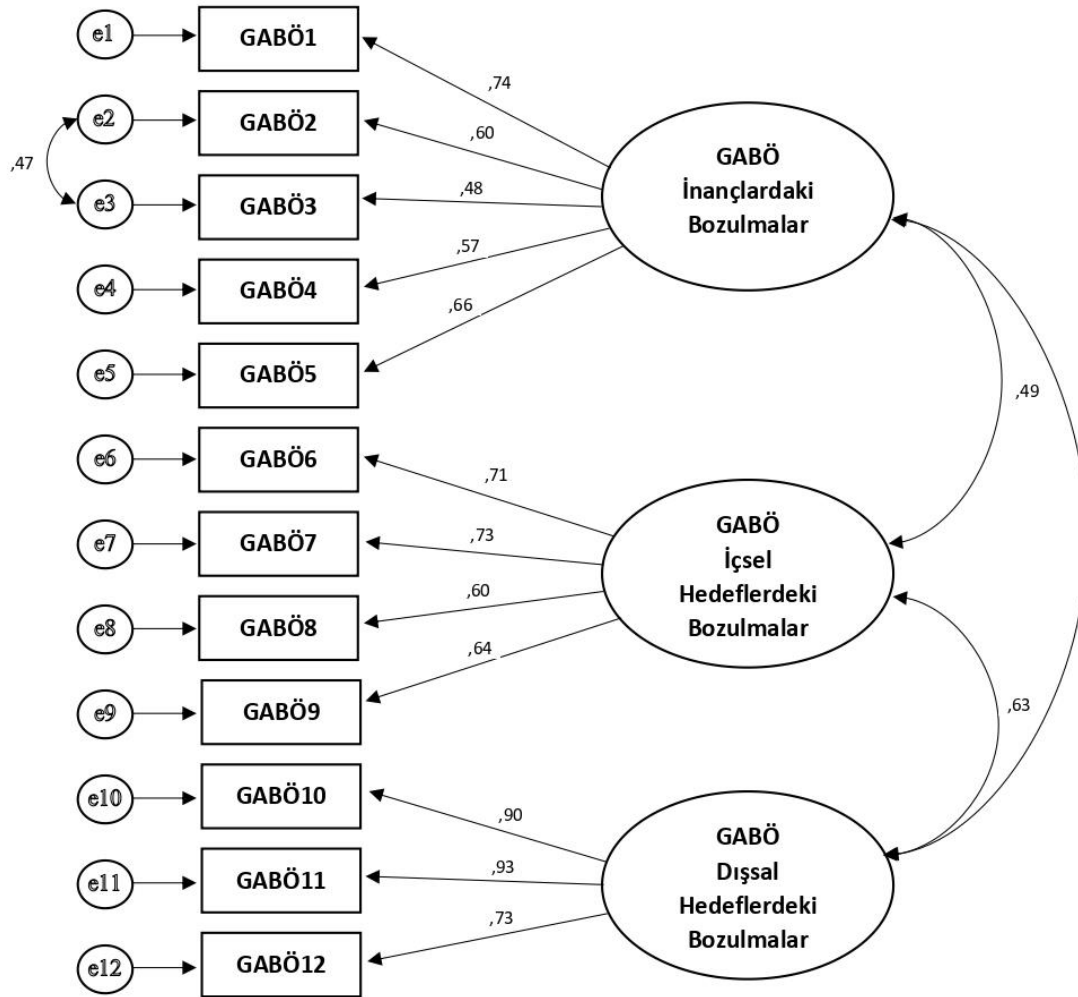 e1
GABÖ1
,74
e2
GABÖ2
,60
,47
e3
GABÖ3
,48
e4
GABÖ4
,57
e5
GABÖ5
,66
GABÖ
İnançlardaki
Bozulmalar
,49
e6
GABÖ6
,71
e7
GABÖ7
,73
e8
GABÖ8
,60
e9
GABÖ9
,64
GABÖ
İçsel
Hedeflerdeki
Bozulmalar
,63
e10
GABÖ10
,90
e11
GABÖ11
,93
e12
GABÖ12
,73
GABÖ
Dışsal
Hedeflerdeki
Bozulmalar